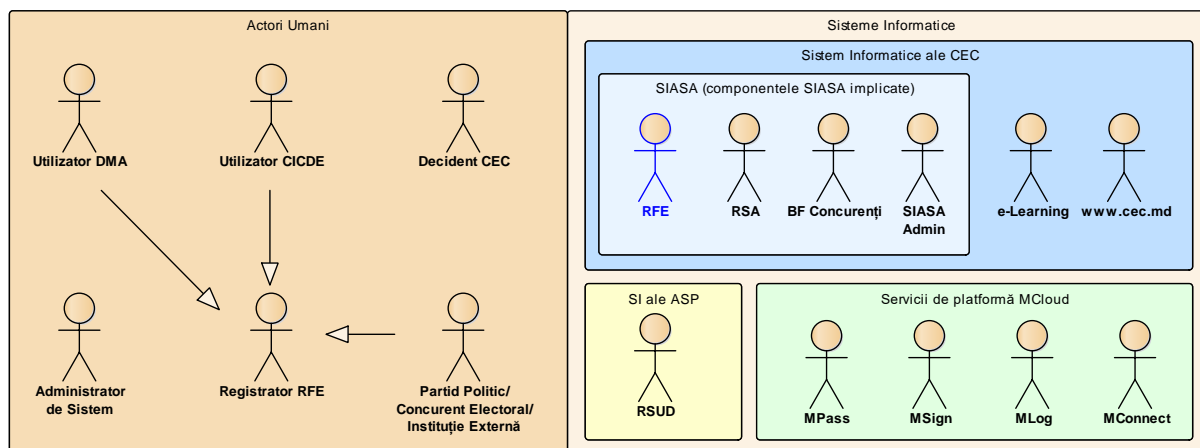 Actori Umani
Utilizator DMA
Utilizator CICDE
Decident CEC
Administrator
de Sistem
Registrator RFE
Partid Politic/
Concurent Electoral/
Instituție Externă
Sisteme Informatice
Sistem Informatice ale CEC
SIASA (componentele SIASA implicate)
RFE
RSA
BF Concurenți
SIASA
Admin
e-Learning
www.cec.md
SI ale ASP
RSUD
Servicii de platformă MCloud
MPass
MSign
MLog
MConnect